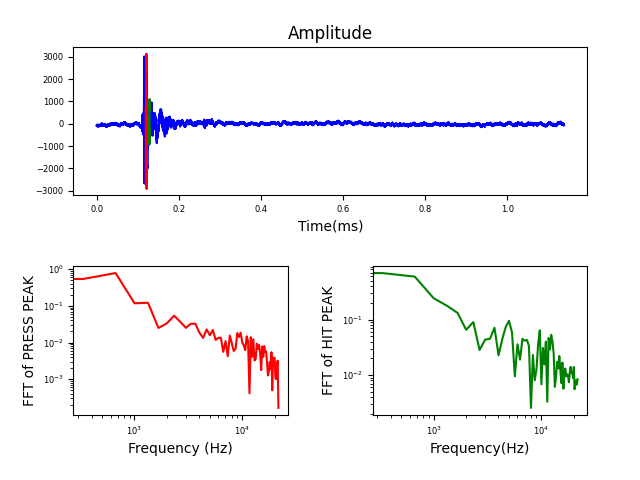 Amplitude
3000
2000
1000
0
−1000
−2000
−3000
0.0 0.2 0.4 0.6 0.8 1.0
Time(ms)
FFT of PRESS PEAK
10⁰
10⁻¹
10⁻²
10⁻³
10³ 10⁴
Frequency (Hz)
FFT of HIT PEAK
10⁻¹
10⁻²
10³ 10⁴
Frequency(Hz)